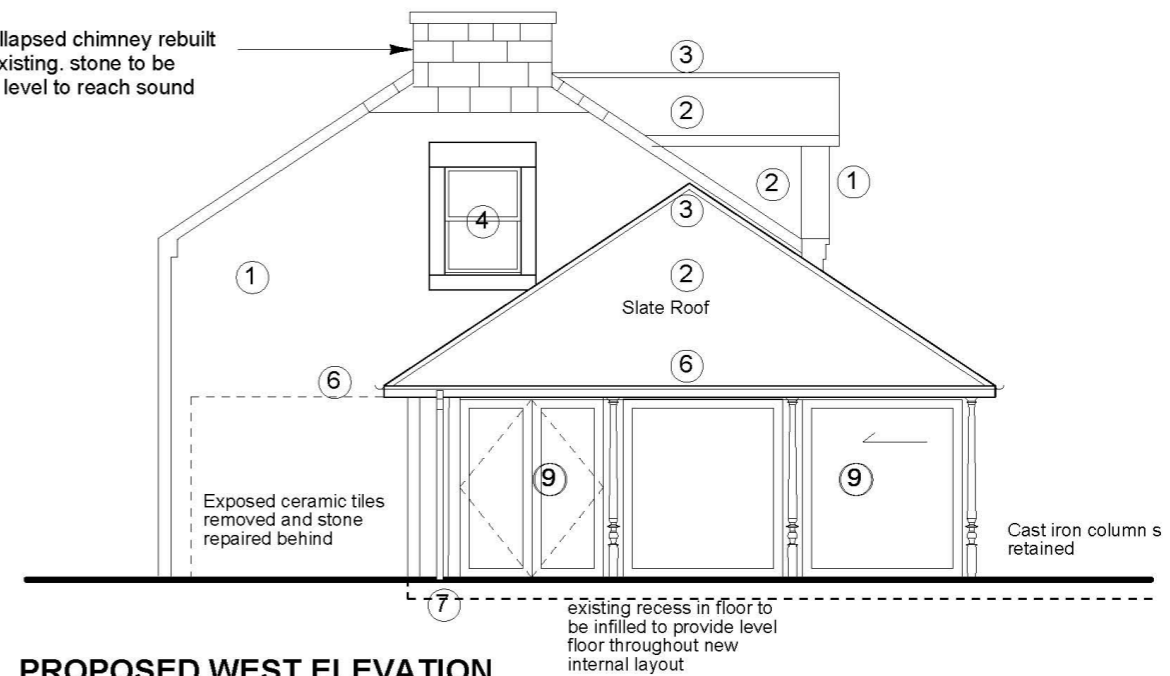 llapsed chimney rebuilt
xisting. stone to be
level to reach sound
3
2
2
1
4
3
1
2
Slate Roof
6
6
9
9
Exposed ceramic tiles
removed and stone
repaired behind
Cast iron column s
retained
7
existing recess in floor to
be infilled to provide level
floor throughout new
internal layout
PROPOSED WEST ELEVATION